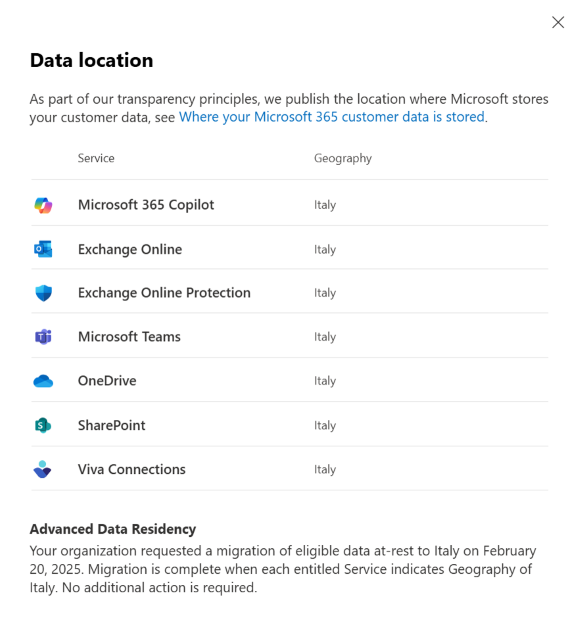 Data location
As part of our transparency principles, we publish the location where Microsoft stores
your customer data, see Where your Microsoft 365 customer data is stored.
Service Geography
Microsoft 365 Copilot Italy
Exchange Online Italy
Exchange Online Protection Italy
Microsoft Teams Italy
OneDrive Italy
SharePoint Italy
Viva Connections Italy
Advanced Data Residency
Your organization requested a migration of eligible data at-rest to Italy on February
20, 2025. Migration is complete when each entitled Service indicates Geography of
Italy. No additional action is required.